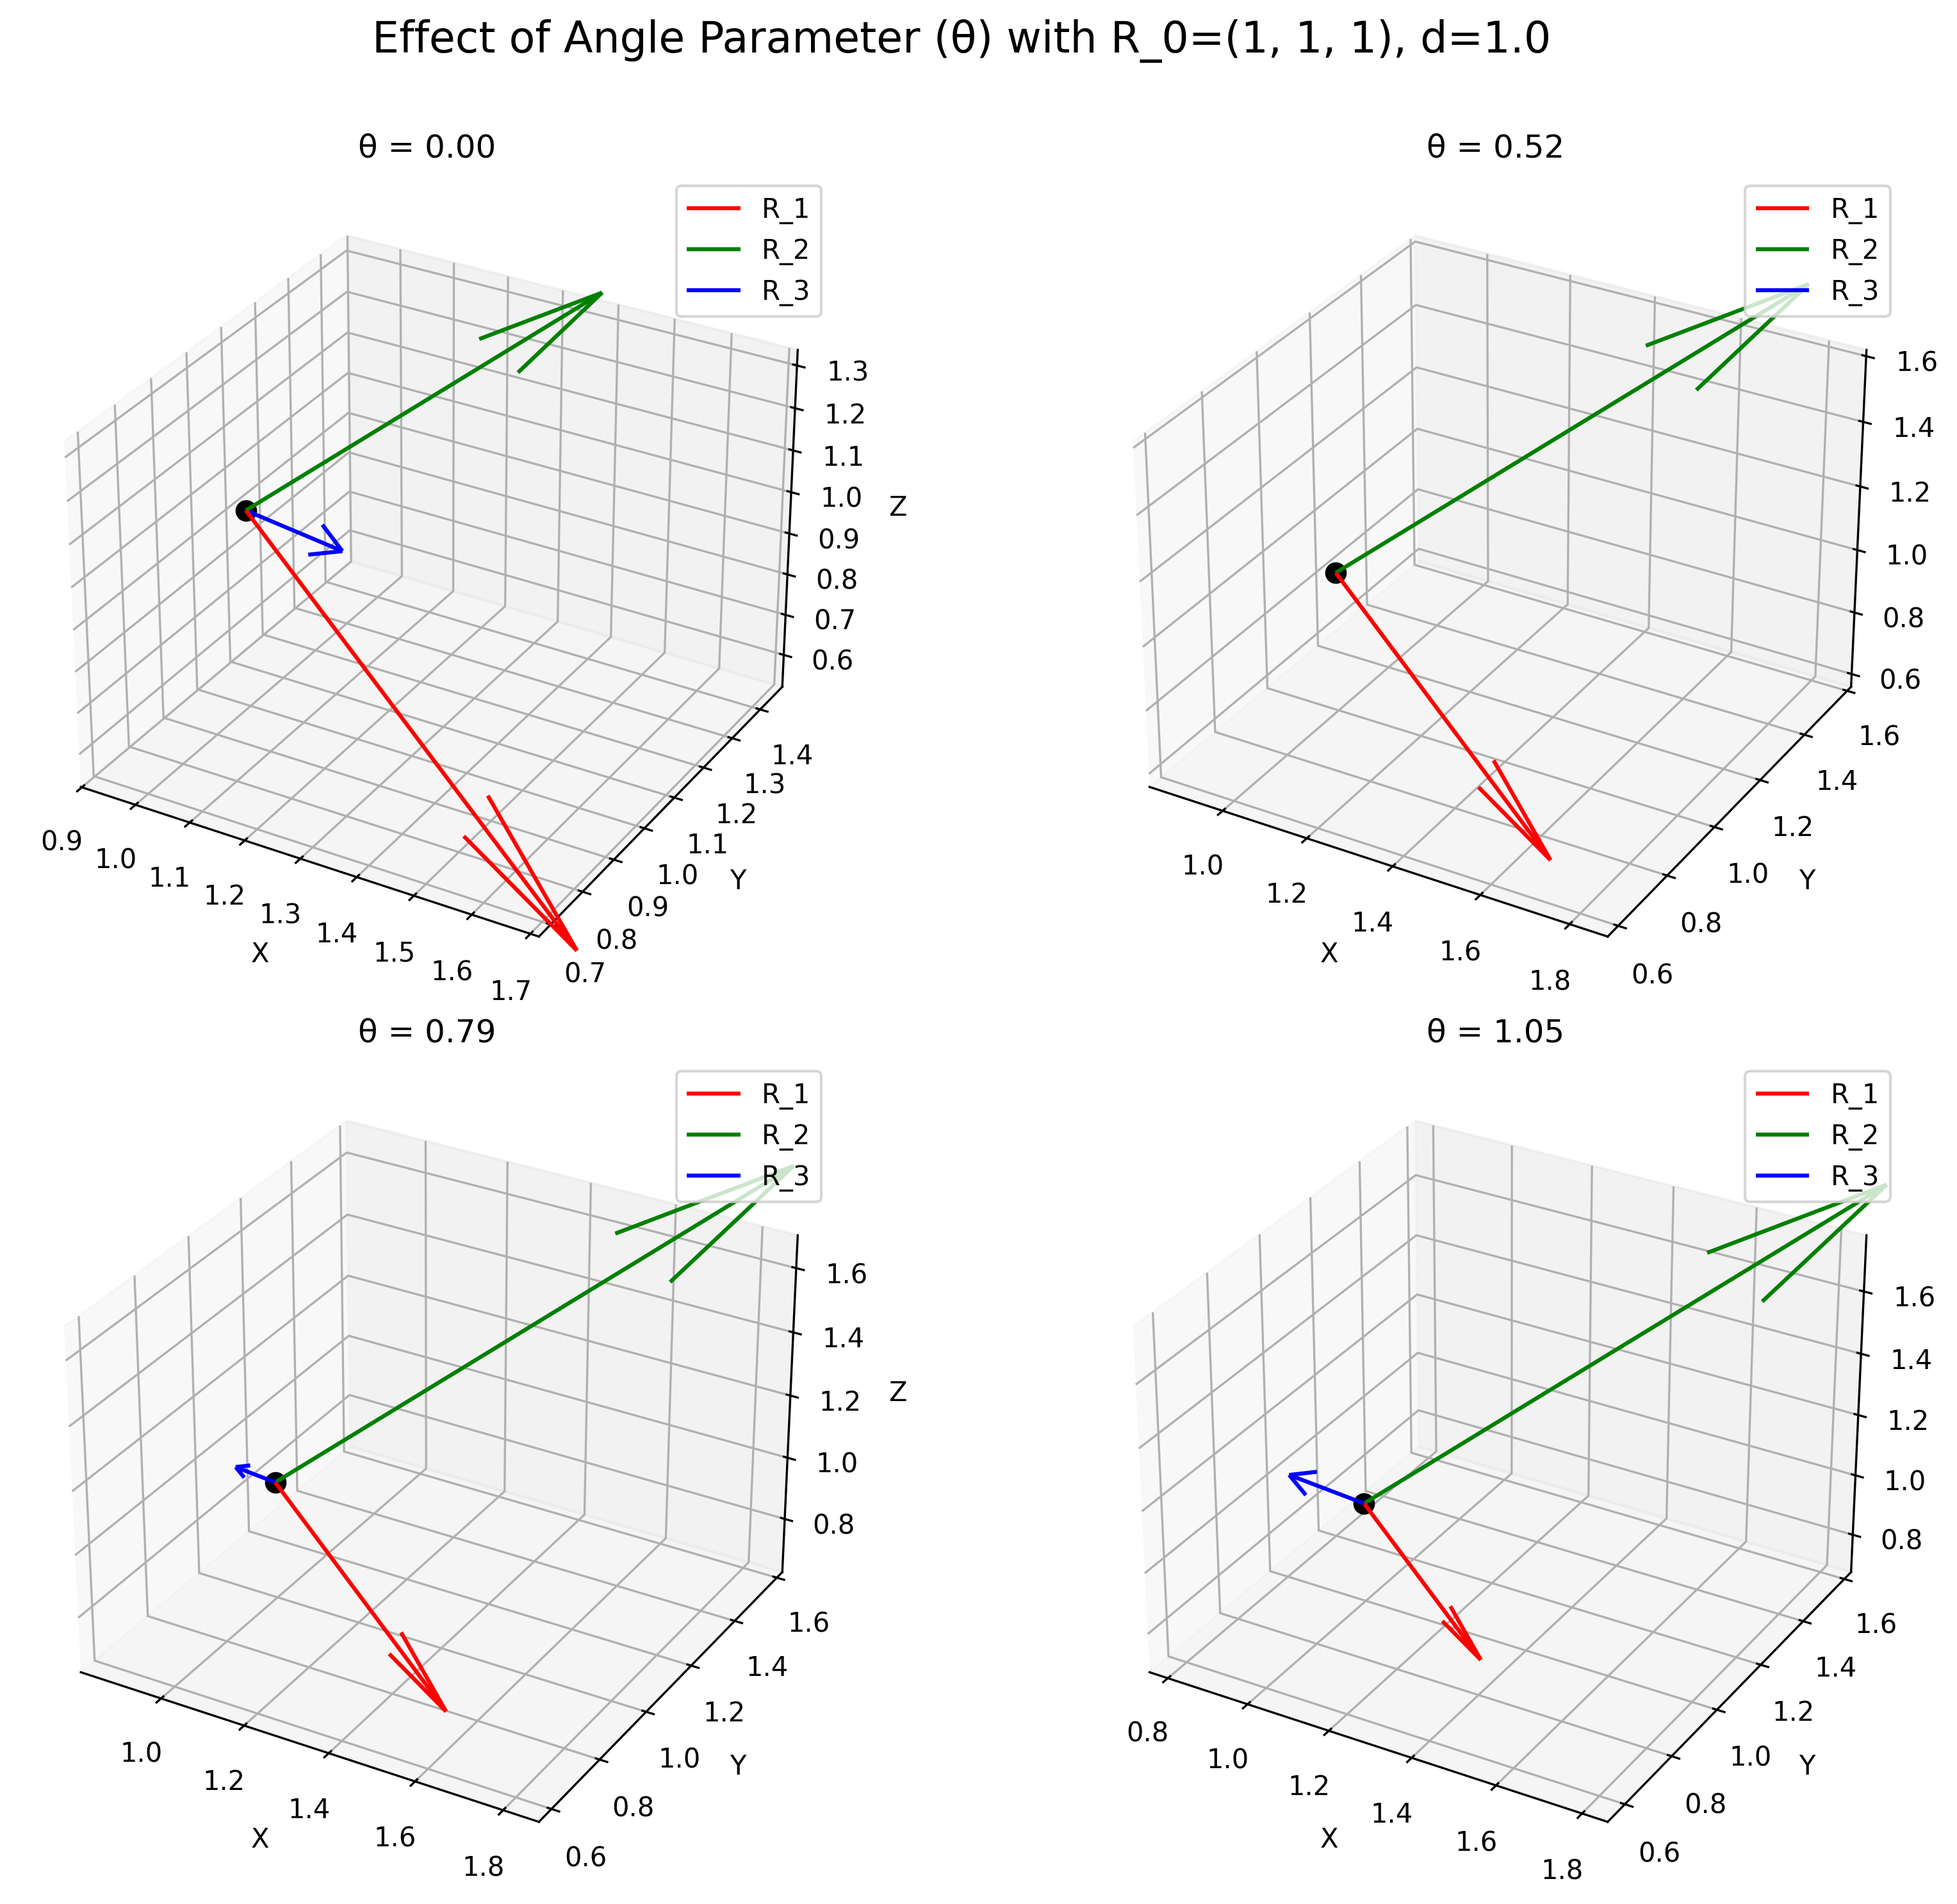 Effect of Angle Parameter (θ) with R_0=(1, 1, 1), d=1.0
θ = 0.00
R_1
R_2
R_3
1.3
1.2
1.1
1.0
0.9
0.8
0.7
0.6
Z
1.4
1.3
1.2
1.1
1.0
0.9
0.8
0.7
Y
0.9
1.0
1.1
1.2
1.3
1.4
1.5
1.6
1.7
X
θ = 0.52
R_1
R_2
R_3
1.6
1.4
1.2
1.0
0.8
0.6
1.6
1.4
1.2
1.0
0.8
0.6
Y
1.0
1.2
1.4
1.6
1.8
X
θ = 0.79
R_1
R_2
R_3
1.6
1.4
1.2
1.0
0.8
Z
1.6
1.4
1.2
1.0
0.8
0.6
Y
1.0
1.2
1.4
1.6
1.8
X
θ = 1.05
R_1
R_2
R_3
1.6
1.4
1.2
1.0
0.8
1.6
1.4
1.2
1.0
0.8
0.6
Y
0.8
1.0
1.2
1.4
1.6
1.8
X